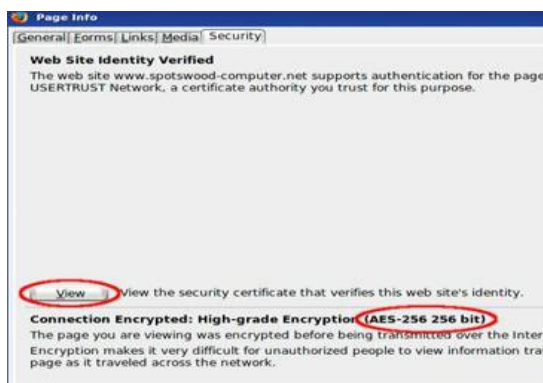 Page Info
General Forms Links Media Security
Web Site Identity Verified
The web site www.spotswood-computer.net supports authentication for the page
USERTRUST Network, a certificate authority you trust for this purpose.
View View the security certificate that verifies this web site's identity.
Connection Encrypted: High-grade Encryption (AES-256 256 bit)
The page you are viewing was encrypted before being transmitted over the Inter
Encryption makes it very difficult for unauthorized people to view information tra
page as it traveled across the network.